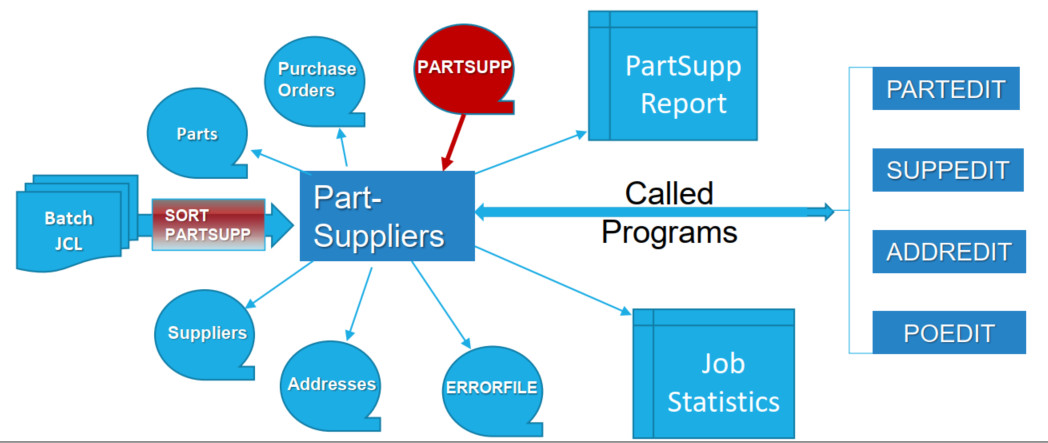 Purchase
Orders
PARTSUPP
PartSupp
Report
PARTEDIT
Parts
SUPPEDIT
Batch
JCL
SORT
PARTSUPP
Part-
Suppliers
Called
Programs
ADDREDIT
Suppliers
POEDIT
Addresses
ERRORFILE
Job
Statistics